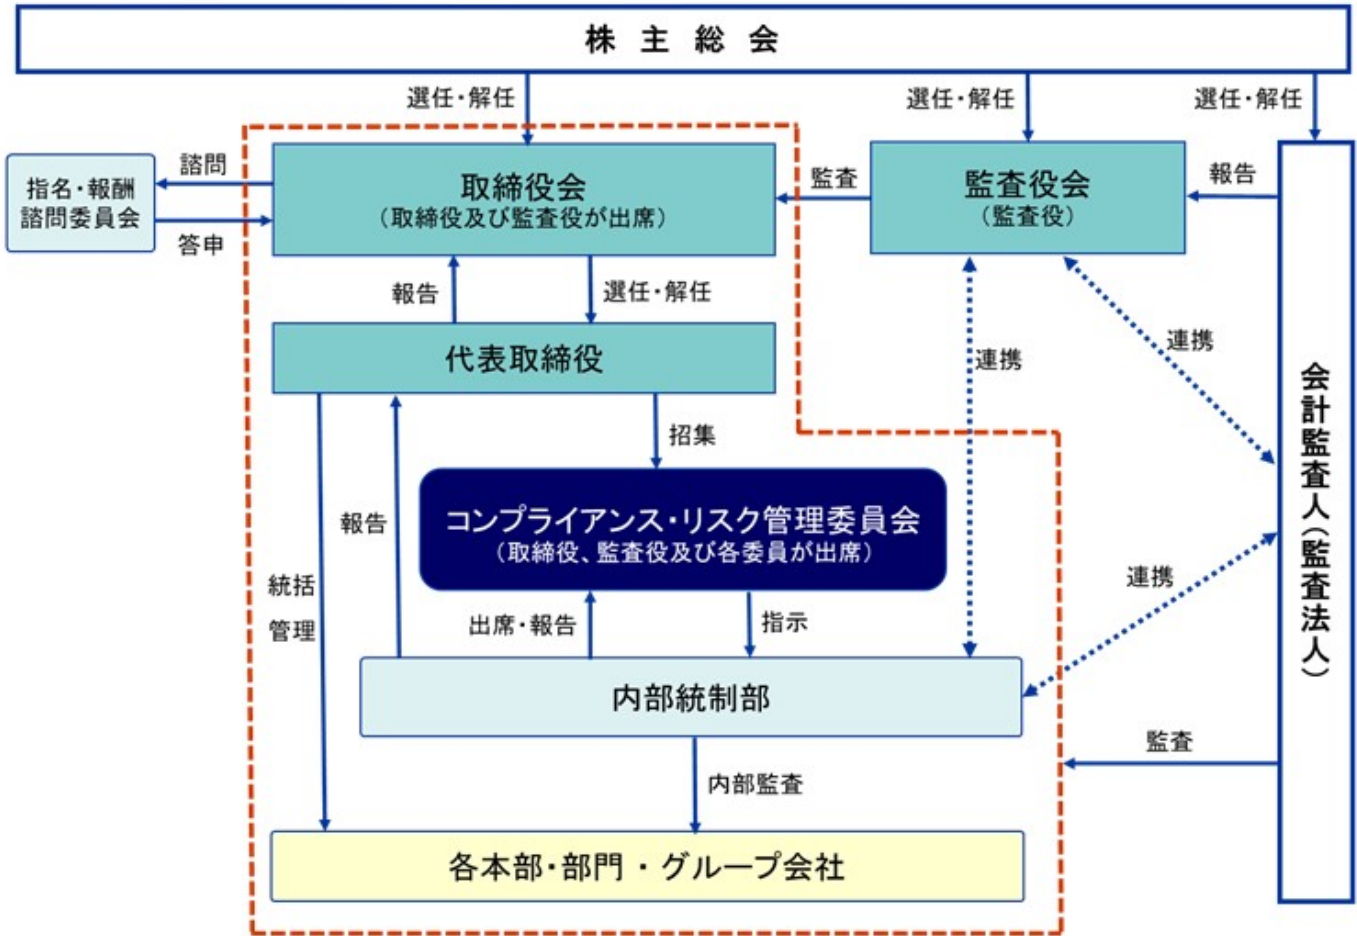 株主総会
選任・解任
選任・解任
選任・解任
指名・報酬
諮問委員会
諮問
答申
取締役会
（取締役及び監査役が出席）
監査
監査役会
（監査役）
報告
報告
選任・解任
代表取締役
連携
連携
招集
コンプライアンス・リスク管理委員会
（取締役、監査役及び各委員が出席）
報告
統括
管理
出席・報告
指示
連携
会計監査人（監査法人）
内部統制部
監査
内部監査
各本部・部門 ・ グループ会社